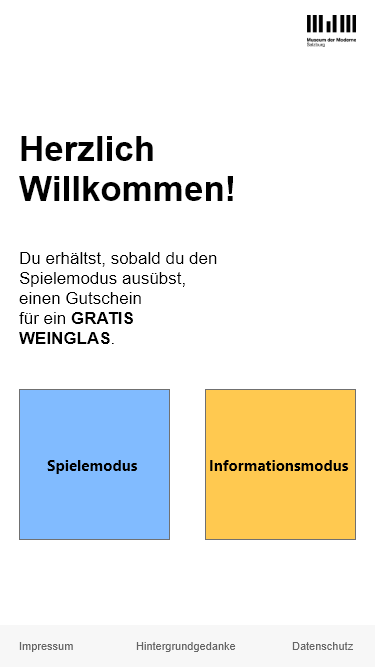 Museum der Moderne
Salzburg
Herzlich
Willkommen!
Du erhältst, sobald du den
Spielemodus ausübst,
einen Gutschein
für ein GRATIS
WEINGLAS.
Spielemodus
Informationsmodus
Impressum
Hintergrundgedanke
Datenschutz